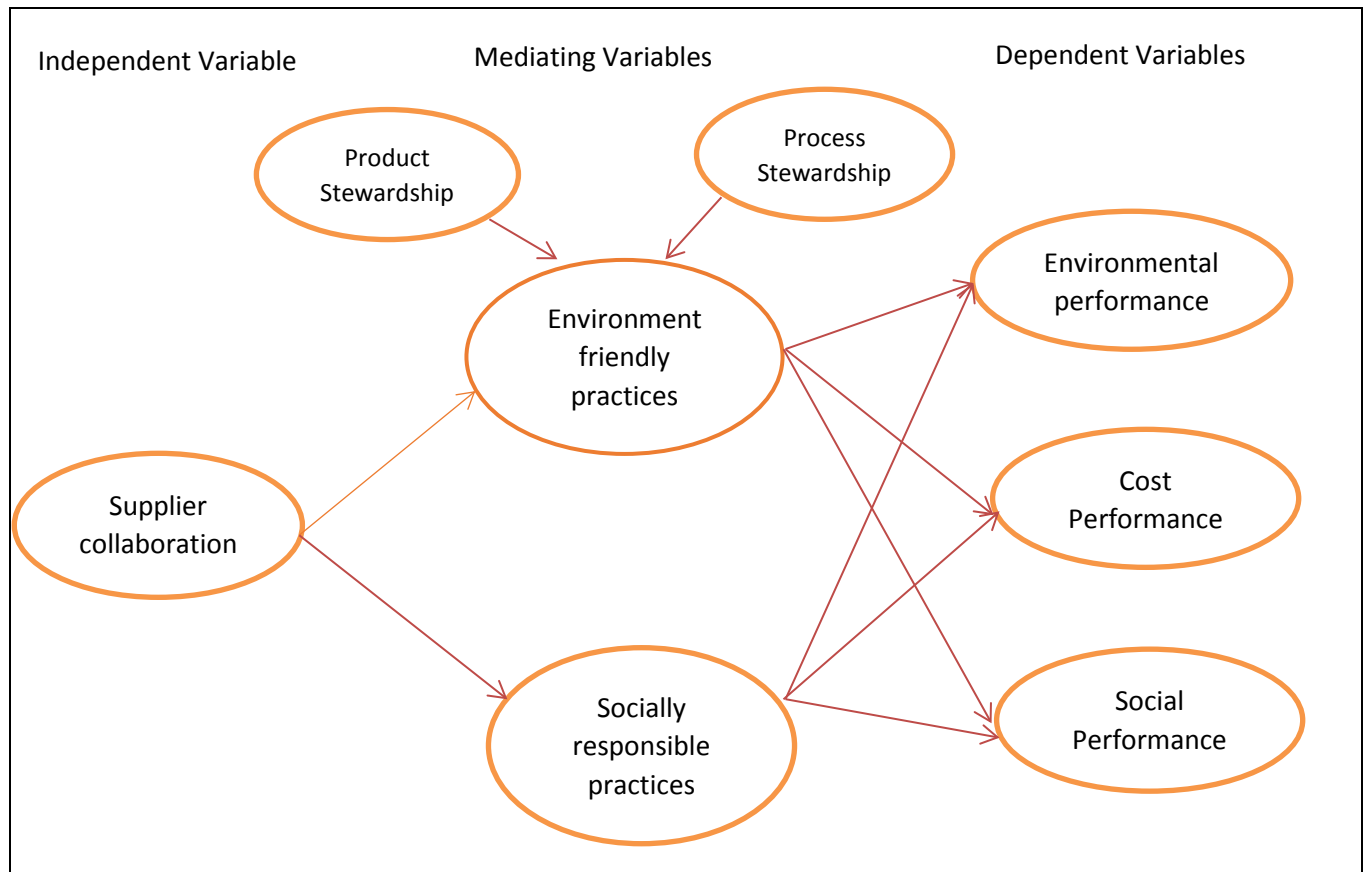 Independent Variable
Mediating Variables
Dependent Variables
Product
Stewardship
Process
Stewardship
Environment
friendly
practices
Environmental
performance
Supplier
collaboration
Cost
Performance
Socially
responsible
practices
Social
Performance